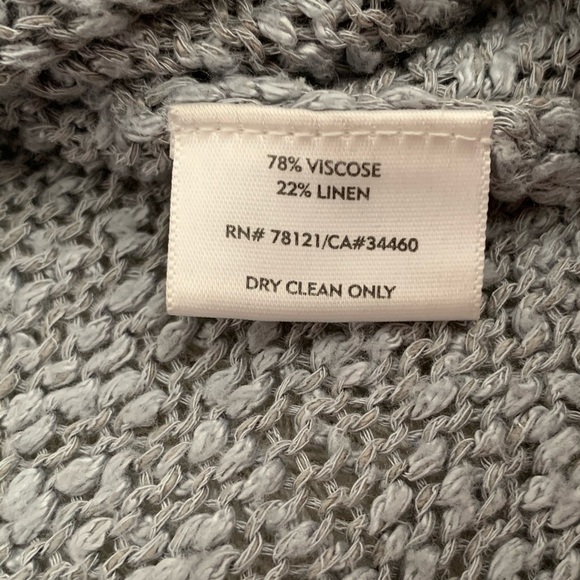 78% VISCOSE
22% LINEN
RN# 78121/CA#34460
DRY CLEAN ONLY